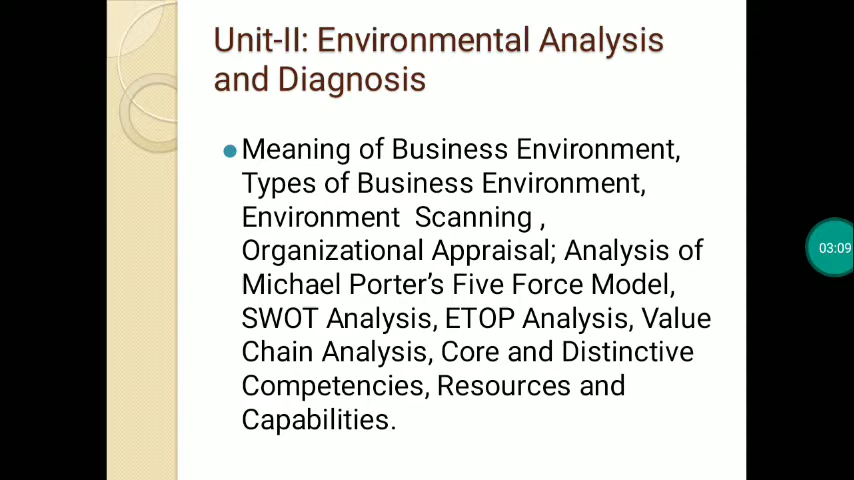 Unit-II: Environmental Analysis
and Diagnosis
Meaning of Business Environment,
Types of Business Environment,
Environment Scanning ,
Organizational Appraisal; Analysis of
Michael Porter's Five Force Model,
SWOT Analysis, ETOP Analysis, Value
Chain Analysis, Core and Distinctive
Competencies, Resources and
Capabilities.
03:09